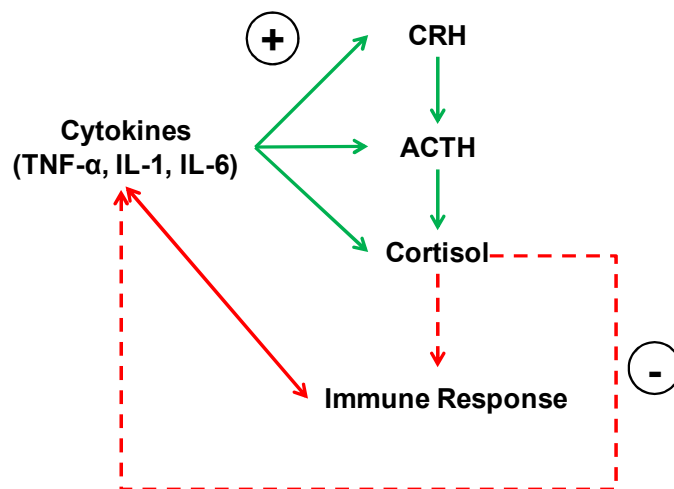 +
CRH
Cytokines
(TNF-α, IL-1, IL-6)
ACTH
Cortisol
-
Immune Response